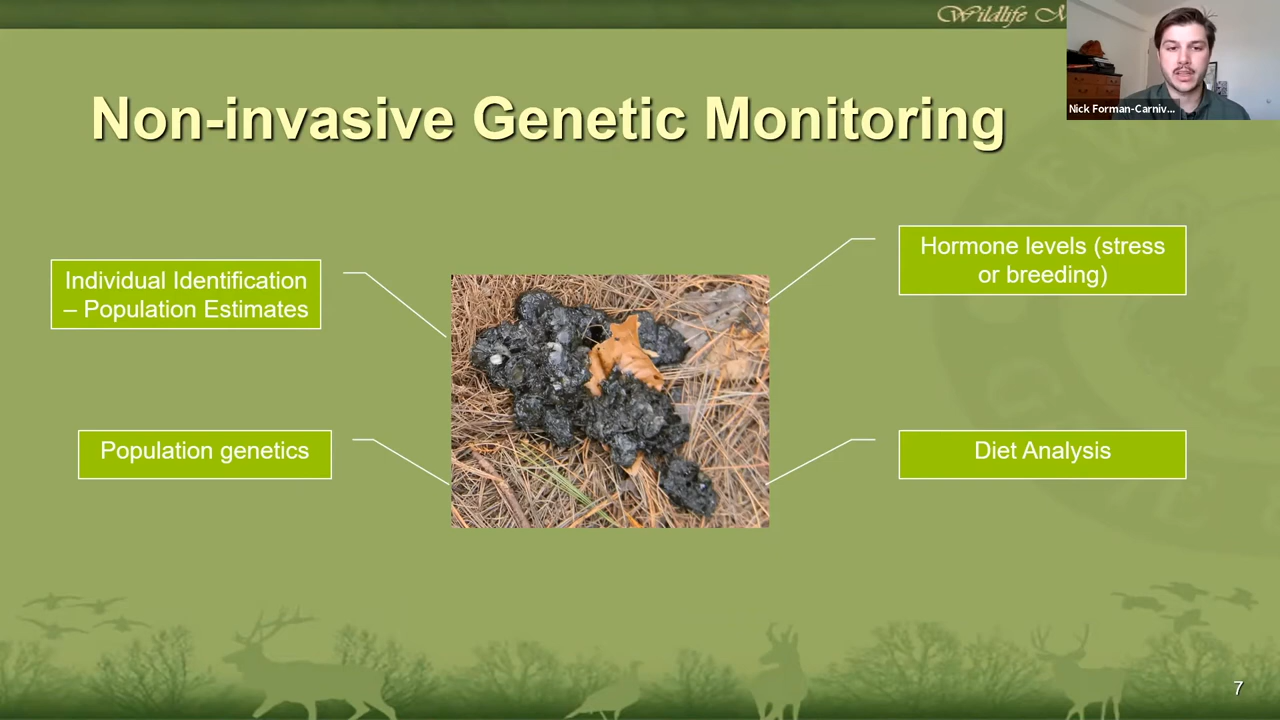 Wildlife
Nick Forman-Carniv...
Non-invasive Genetic Monitoring
Individual Identification
– Population Estimates
Hormone levels (stress
or breeding)
Population genetics
Diet Analysis
7